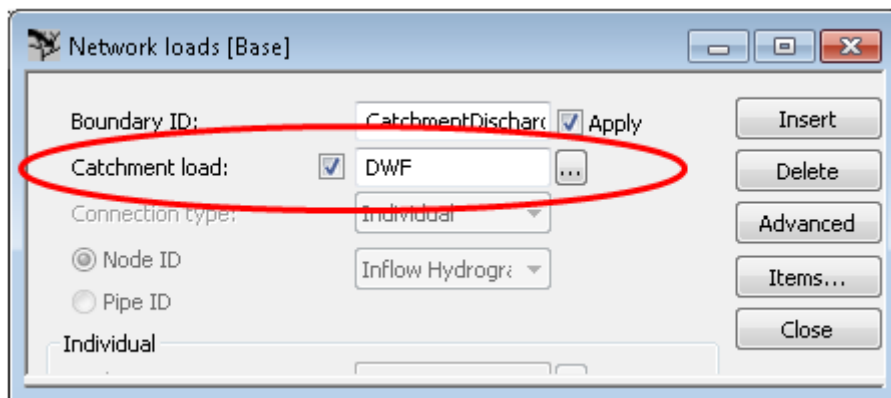 Network loads [Base]
Boundary ID: CatchmentDischarg Apply Insert
Catchment load: DWF ... Delete
Connection type: Individual Advanced
Node ID Inflow Hydrogra Items...
Pipe ID Close
Individual